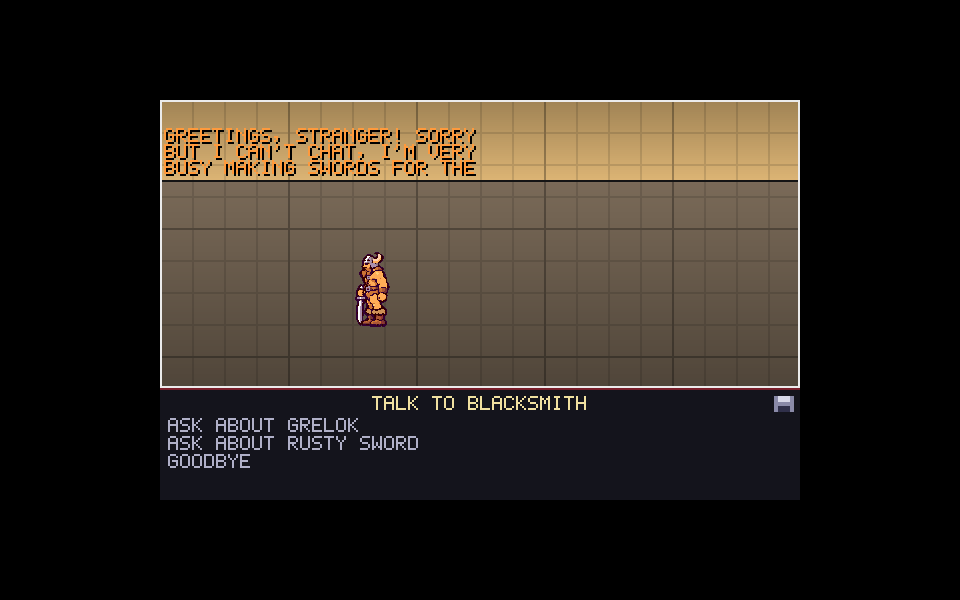 GREETINGS, STRANGER! SORRY
BUT I CAN'T CHAT, I'M VERY
BUSY MAKING SWORDS FOR THE
TALK TO BLACKSMITH
ASK ABOUT GRELOK
ASK ABOUT RUSTY SWORD
GOODBYE